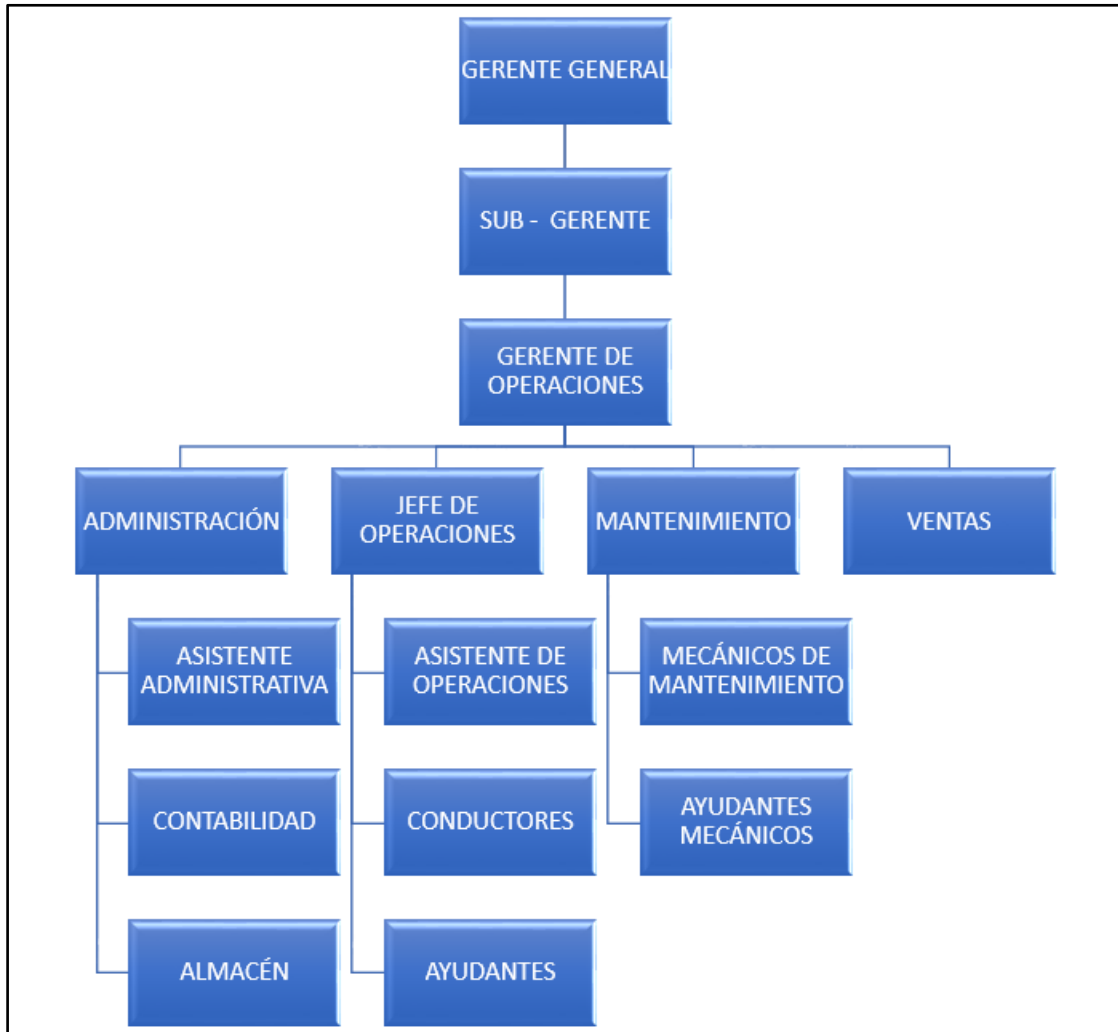 GERENTE GENERAL
SUB - GERENTE
GERENTE DE
OPERACIONES
ADMINISTRACIÓN
JEFE DE
OPERACIONES
MANTENIMIENTO
VENTAS
ASISTENTE
ADMINISTRATIVA
ASISTENTE DE
OPERACIONES
MECÁNICOS DE
MANTENIMIENTO
CONTABILIDAD
CONDUCTORES
AYUDANTES
MECÁNICOS
ALMACÉN
AYUDANTES